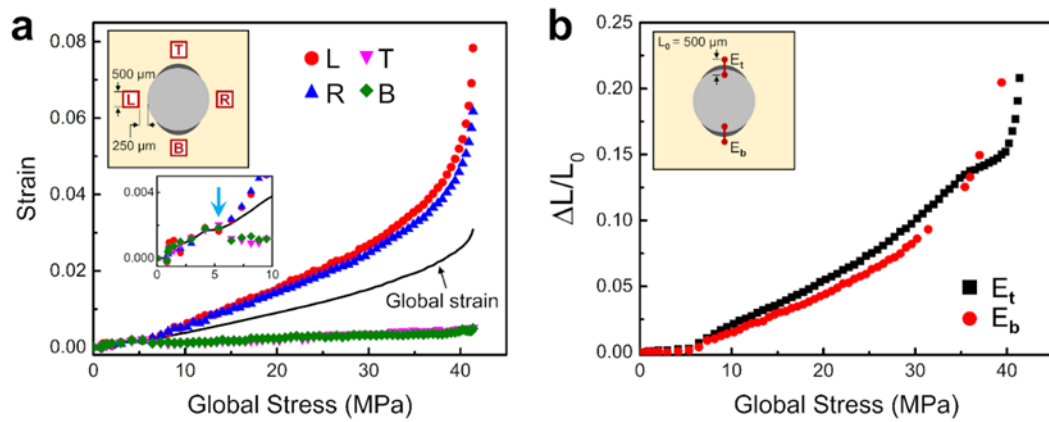 a
0.08
0.06
0.04
0.02
0.00
Strain
0
10
20
30
40
Global Stress (MPa)
T
500 µm
L
R
250 µm
B
L
T
R
B
0.004
0.000
0
5
10
Global strain
b
0.25
0.20
0.15
0.10
0.05
0.00
ΔL/L₀
0
10
20
30
40
Global Stress (MPa)
L₀ = 500 µm
Eₜ
E_b
Eₜ
E_b